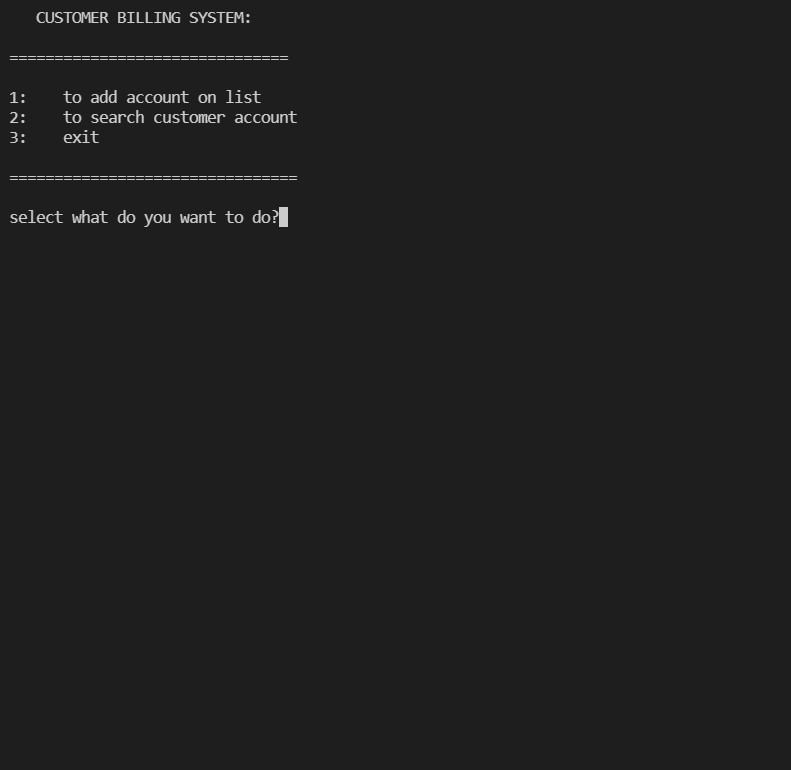 CUSTOMER BILLING SYSTEM:
===============================
1:    to add account on list
2:    to search customer account
3:    exit
================================
select what do you want to do?